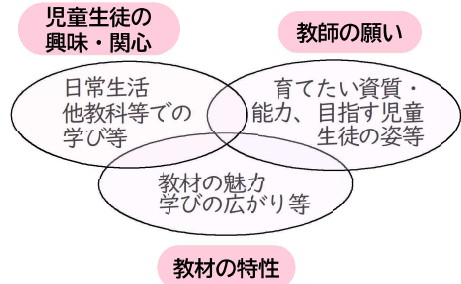 児童生徒の
興味・関心
教師の願い
日常生活
他教科等での
学び等
育てたい資質・
能力、目指す児童
生徒の姿等
教材の魅力
学びの広がり等
教材の特性